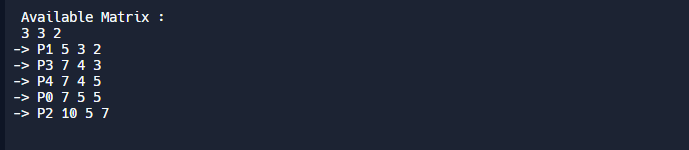 Available Matrix :
3 3 2
-> P1 5 3 2
-> P3 7 4 3
-> P4 7 4 5
-> P0 7 5 5
-> P2 10 5 7